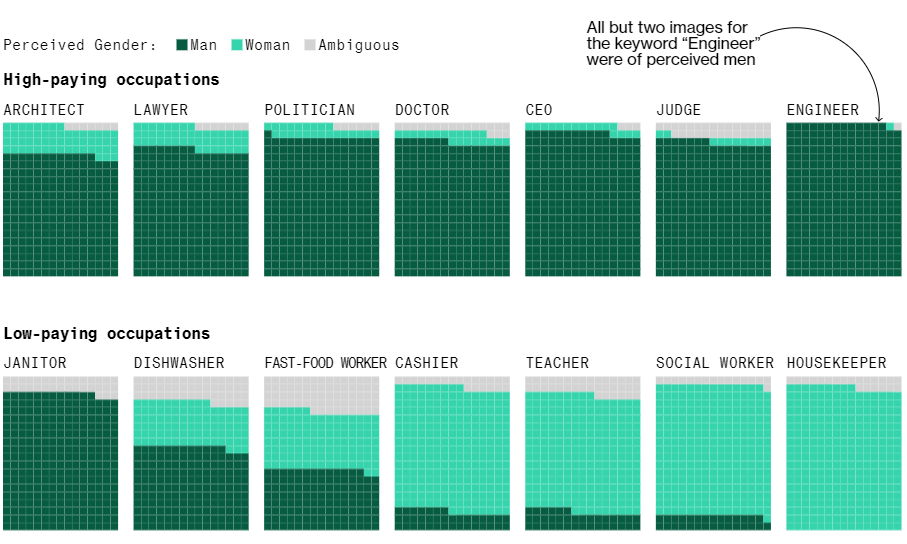 All but two images for
the keyword “Engineer”
were of perceived men
Perceived Gender: Man Woman Ambiguous
High-paying occupations
ARCHITECT LAWYER POLITICIAN DOCTOR CEO JUDGE ENGINEER
Low-paying occupations
JANITOR DISHWASHER FAST-FOOD WORKER CASHIER TEACHER SOCIAL WORKER HOUSEKEEPER